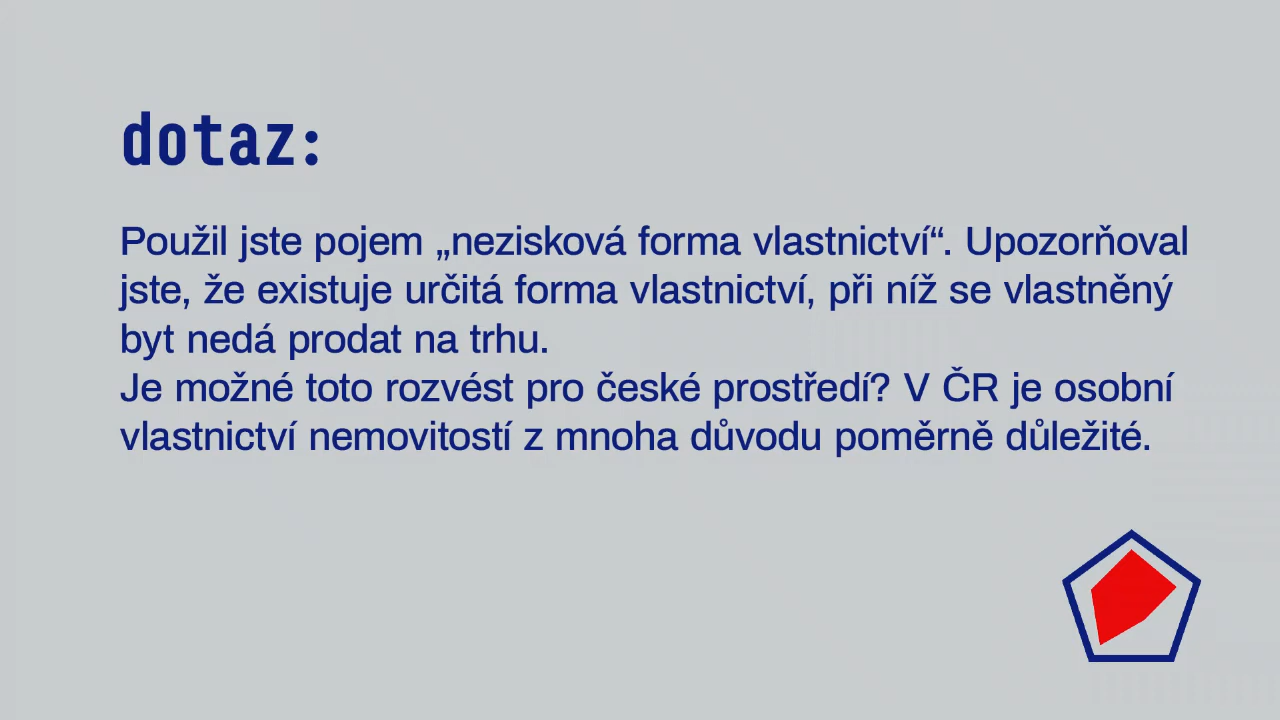 dotaz:
Použil jste pojem „nezisková forma vlastnictví“. Upozorňoval
jste, že existuje určitá forma vlastnictví, při níž se vlastněný
byt nedá prodat na trhu.
Je možné toto rozvést pro české prostředí? V ČR je osobní
vlastnictví nemovitostí z mnoha důvodu poměrně důležité.